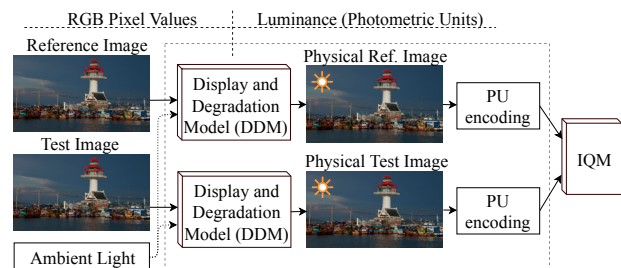 RGB Pixel Values
Luminance (Photometric Units)
Reference Image
Physical Ref. Image
Display and
Degradation
Model (DDM)
PU
encoding
Test Image
Physical Test Image
IQM
Display and
Degradation
Model (DDM)
PU
encoding
Ambient Light